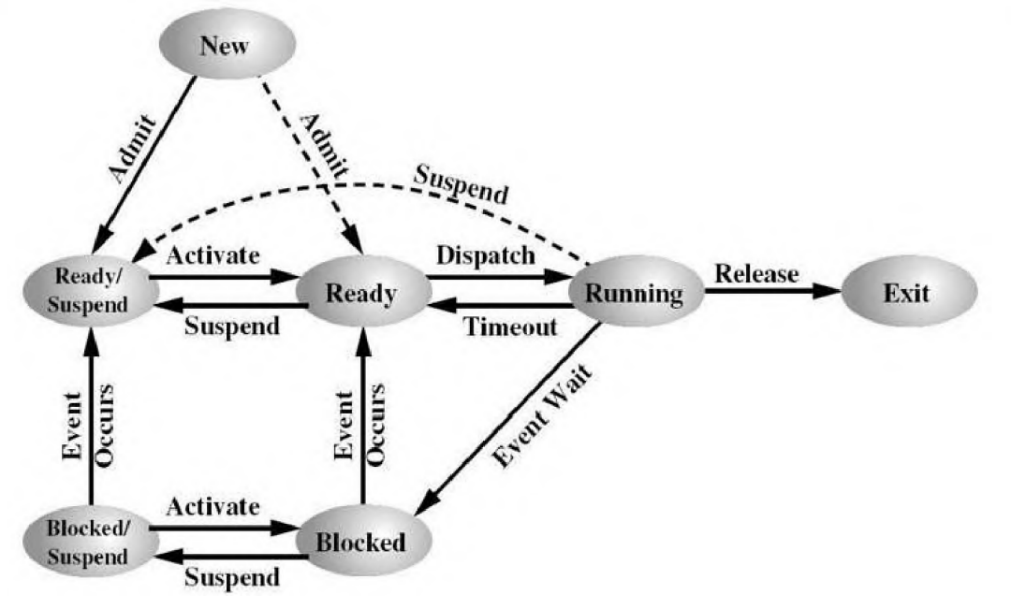 New
Admit
Admit
Suspend
Ready/
Suspend
Activate
Suspend
Ready
Dispatch
Timeout
Running
Release
Exit
Event
Occurs
Event
Occurs
Event Wait
Blocked/
Suspend
Activate
Suspend
Blocked